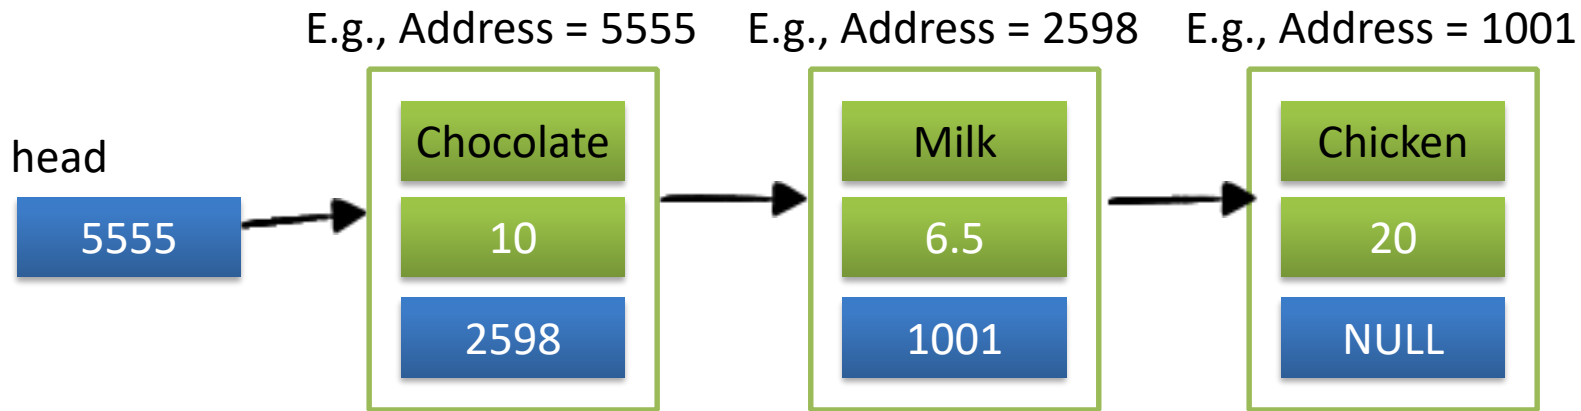 E.g., Address = 5555
E.g., Address = 2598
E.g., Address = 1001
head
5555
Chocolate
10
2598
Milk
6.5
1001
Chicken
20
NULL